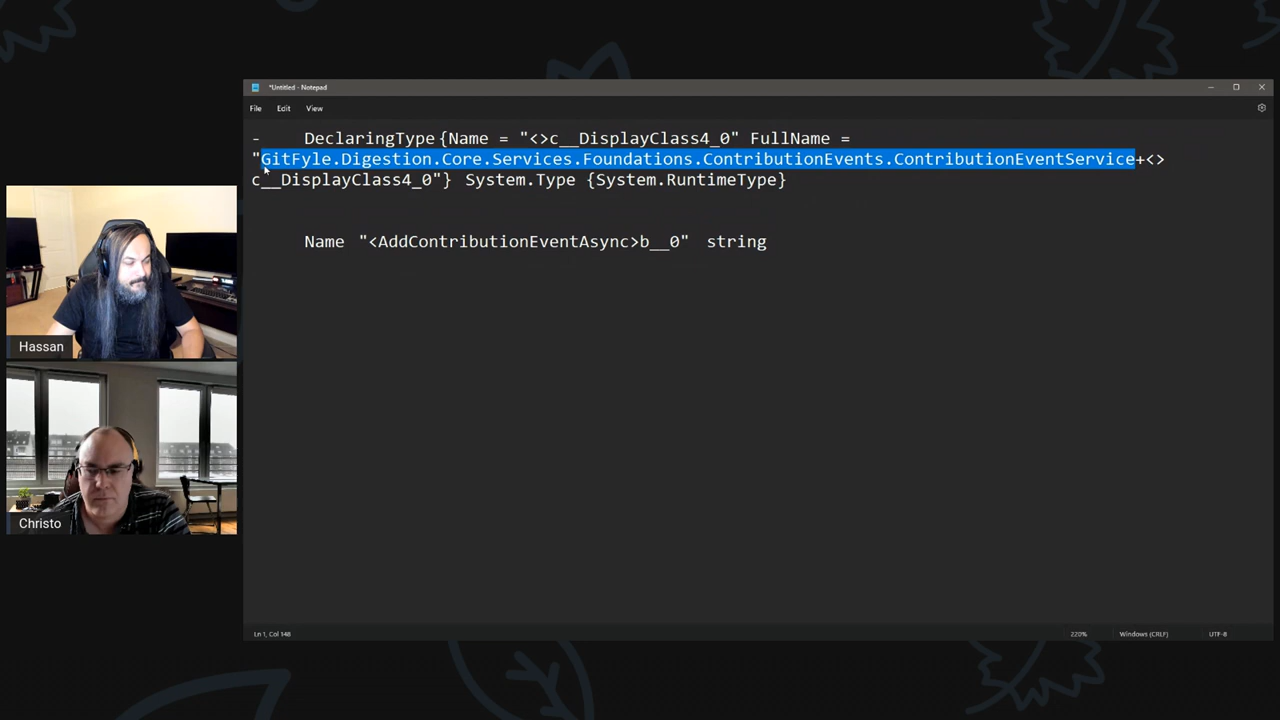 *Untitled - Notepad
File Edit View
- DeclaringType {Name = "<>c__DisplayClass4_0" FullName =
"GitFyle.Digestion.Core.Services.Foundations.ContributionEvents.ContributionEventService+<>
c__DisplayClass4_0"} System.Type {System.RuntimeType}
Name "<AddContributionEventAsync>b__0" string
Hassan
Christo
Ln 1, Col 148
220%
Windows (CRLF)
UTF-8